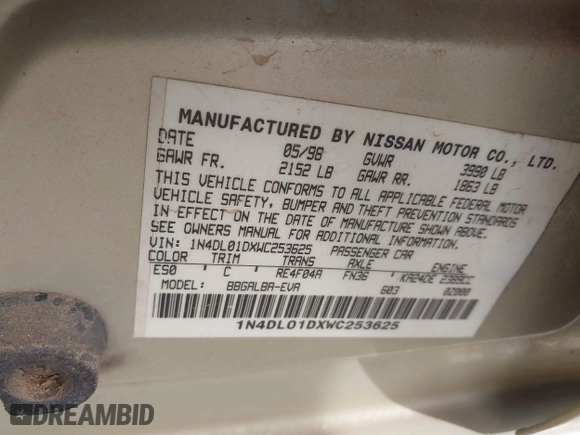 MANUFACTURED BY NISSAN MOTOR CO., LTD.
DATE 05/98 GVWR 3990 LB
GAWR FR. 2152 LB GAWR RR. 1863 LB
THIS VEHICLE CONFORMS TO ALL APPLICABLE FEDERAL MOTOR
VEHICLE SAFETY, BUMPER AND THEFT PREVENTION STANDARDS
IN EFFECT ON THE DATE OF MANUFACTURE SHOWN ABOVE.
SEE OWNERS MANUAL FOR ADDITIONAL INFORMATION.
VIN: 1N4DL01DXWC253625 PASSENGER CAR
COLOR TRIM TRANS AXLE ENGINE
ES0 C RE4F04A FN36 KA24DE 2389CC
MODEL: BBGALBA-EVA 603 02000
1N4DL01DXWC253625
DREAMBID